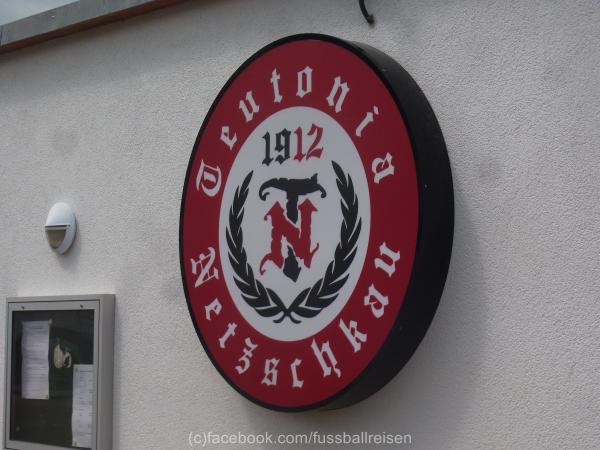 Teutonia
1912
TN
Netzschkau
(c)facebook.com/fussballreisen